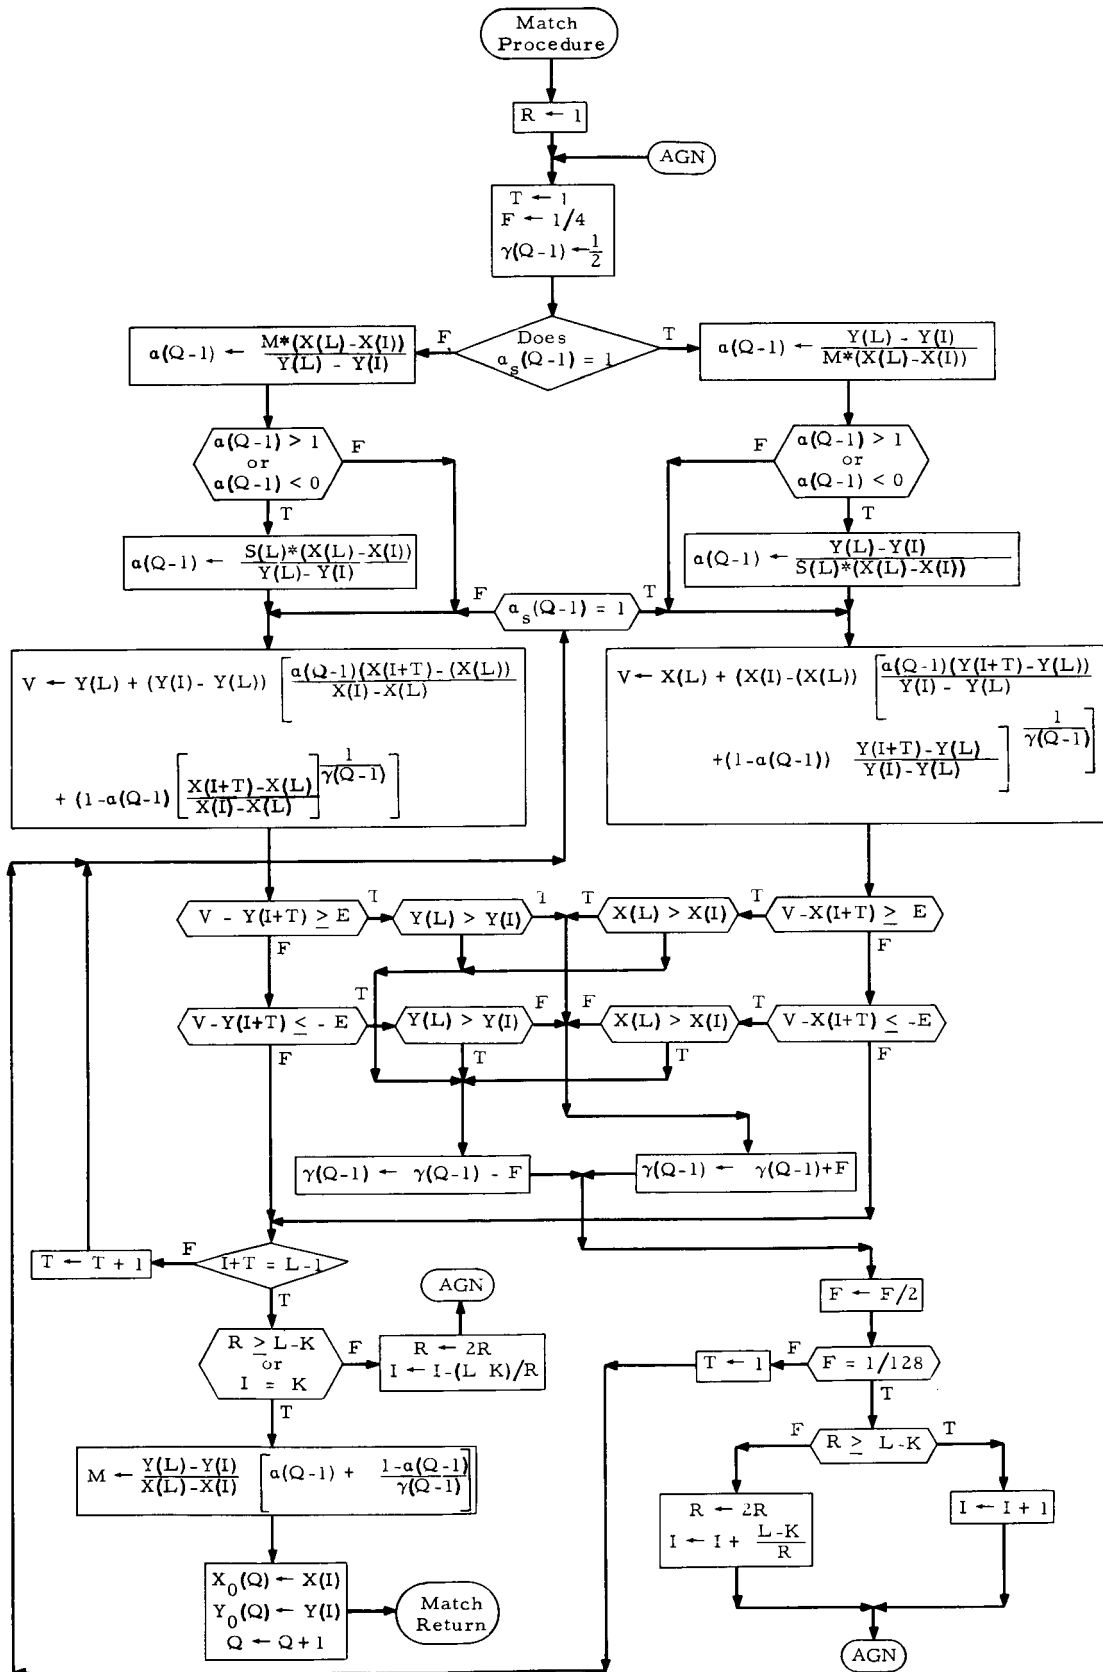 Match
Procedure
R ← 1
AGN
T ← 1
F ← 1/4
γ(Q-1) ← 1/2
F
Does
a_s(Q-1) = 1
T
a(Q-1) ← M*(X(L)-X(I)) / Y(L) - Y(I)
a(Q-1) ← Y(L) - Y(I) / M*(X(L)-X(I))
a(Q-1) > 1
or
a(Q-1) < 0
F
T
F
a(Q-1) > 1
or
a(Q-1) < 0
T
a(Q-1) ← S(L)*(X(L)-X(I)) / Y(L)- Y(I)
a(Q-1) ← Y(L)-Y(I) / S(L)*(X(L)-X(I))
F
a_s(Q-1) = 1
T
V ← Y(L) + (Y(I)- Y(L)) [ a(Q-1)(X(I+T)-(X(L)) / X(I)-X(L)
+ (1-a(Q-1) [ X(I+T)-X(L) / X(I)-X(L) ] 1/γ(Q-1) ]
V ← X(L) + (X(I)-(X(L)) [ a(Q-1)(Y(I+T)-Y(L)) / Y(I)- Y(L)
+(1-a(Q-1)) Y(I+T)-Y(L) / Y(I)-Y(L) ] 1/γ(Q-1) ]
V - Y(I+T) ≥ E
T
Y(L) > Y(I)
T
T
X(L) > X(I)
T
V-X(I+T) ≥ E
F
F
V-Y(I+T) ≤ - E
T
Y(L) > Y(I)
F
F
X(L) > X(I)
T
V-X(I+T) ≤ -E
F
T
T
F
γ(Q-1) ← γ(Q-1) - F
γ(Q-1) ← γ(Q-1)+F
T ← T + 1
F
I+T = L-1
T
AGN
F ← F/2
R ≥ L-K
or
I = K
F
R ← 2R
I ← I-(L K)/R
T
T ← 1
F
F = 1/128
T
F
R ≥ L-K
T
M ← Y(L)-Y(I) / X(L)-X(I) [ a(Q-1) + 1-a(Q-1) / γ(Q-1) ]
R ← 2R
I ← I + L-K / R
I ← I + 1
X_0(Q) ← X(I)
Y_0(Q) ← Y(I)
Q ← Q+1
Match
Return
AGN